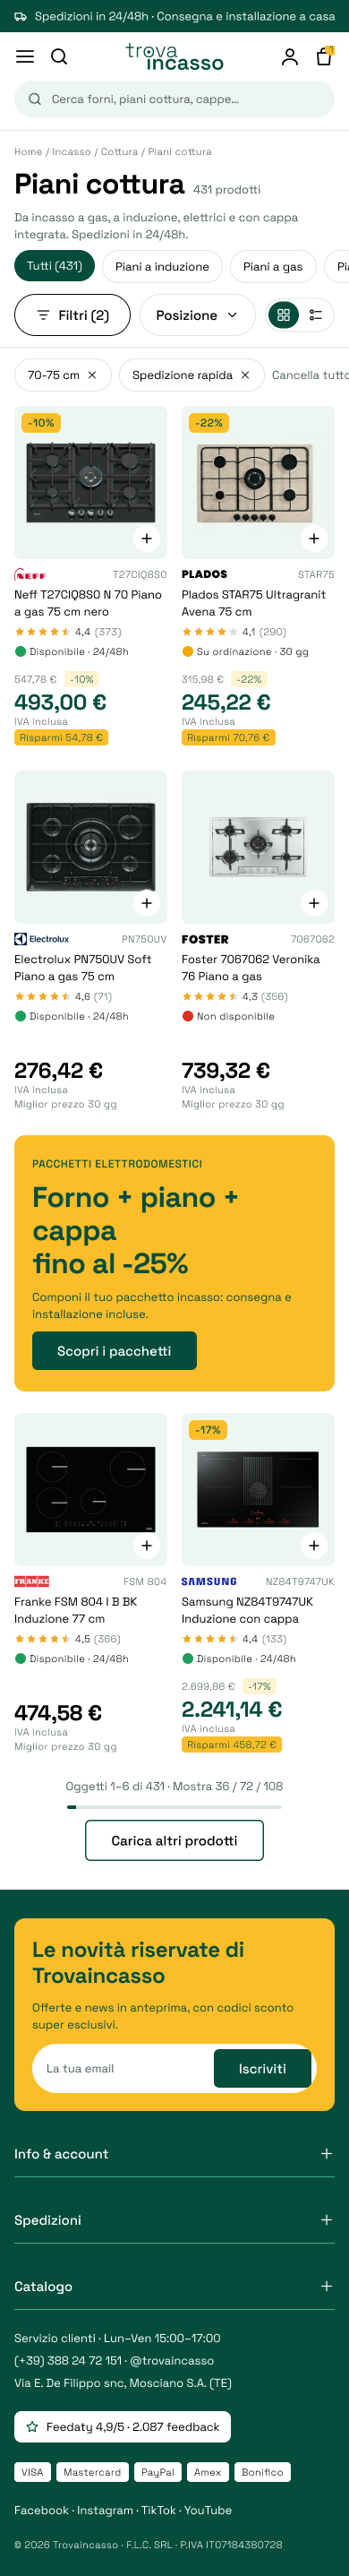 Spedizioni in 24/48h · Consegna e installazione a casa
trova
incasso
1
Cerca forni, piani cottura, cappe...
Home / Incasso / Cottura / Piani cottura
Piani cottura 431 prodotti
Da incasso a gas, a induzione, elettrici e con cappa
integrata. Spedizioni in 24/48h.
Tutti (431) Piani a induzione Piani a gas Pia
Filtri (2) Posizione
70-75 cm Spedizione rapida Cancella tutto
-10% -22%
NEFF T27CIQ8S0 PLADOS STAR75
Neff T27CIQ8S0 N 70 Piano
a gas 75 cm nero
Plados STAR75 Ultragranit
Avena 75 cm
4,4 (373) 4,1 (290)
Disponibile · 24/48h Su ordinazione · 30 gg
547,78 € -10% 315,98 € -22%
493,00 € 245,22 €
IVA inclusa IVA inclusa
Risparmi 54,78 € Risparmi 70,76 €
Electrolux PN750UV FOSTER 7067062
Electrolux PN750UV Soft
Piano a gas 75 cm
Foster 7067062 Veronika
76 Piano a gas
4,6 (71) 4,3 (356)
Disponibile · 24/48h Non disponibile
276,42 € 739,32 €
IVA inclusa IVA inclusa
Miglior prezzo 30 gg Miglior prezzo 30 gg
PACCHETTI ELETTRODOMESTICI
Forno + piano +
cappa
fino al -25%
Componi il tuo pacchetto incasso: consegna e
installazione incluse.
Scopri i pacchetti
-17%
FRANKE FSM 804 SAMSUNG NZ84T9747UK
Franke FSM 804 I B BK
Induzione 77 cm
Samsung NZ84T9747UK
Induzione con cappa
4,5 (366) 4,4 (133)
Disponibile · 24/48h Disponibile · 24/48h
2.699,86 € -17%
474,58 € 2.241,14 €
IVA inclusa IVA inclusa
Miglior prezzo 30 gg Risparmi 458,72 €
Oggetti 1–6 di 431 · Mostra 36 / 72 / 108
Carica altri prodotti
Le novità riservate di
Trovaincasso
Offerte e news in anteprima, con codici sconto
super esclusivi.
La tua email Iscriviti
Info & account
Spedizioni
Catalogo
Servizio clienti · Lun–Ven 15:00–17:00
(+39) 388 24 72 151 · @trovaincasso
Via E. De Filippo snc, Mosciano S.A. (TE)
Feedaty 4,9/5 · 2.087 feedback
VISA Mastercard PayPal Amex Bonifico
Facebook · Instagram · TikTok · YouTube
© 2026 Trovaincasso · F.L.C. SRL · P.IVA IT07184380728